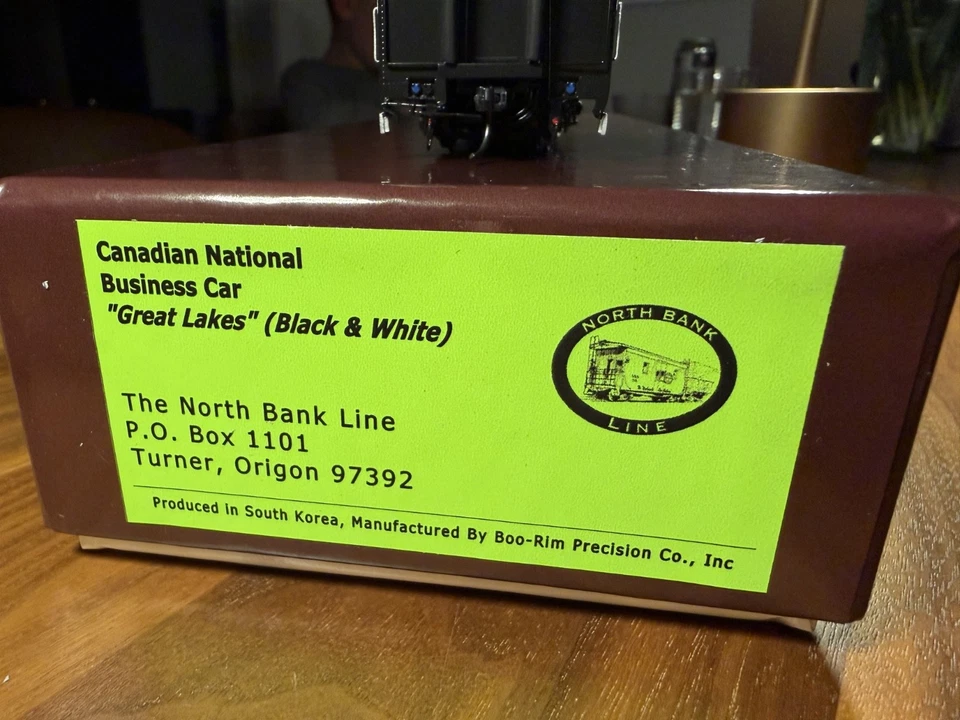 Canadian National
Business Car
"Great Lakes" (Black & White)
NORTH BANK
LINE
The North Bank Line
P.O. Box 1101
Turner, Origon 97392
Produced in South Korea, Manufactured By Boo-Rim Precision Co., Inc